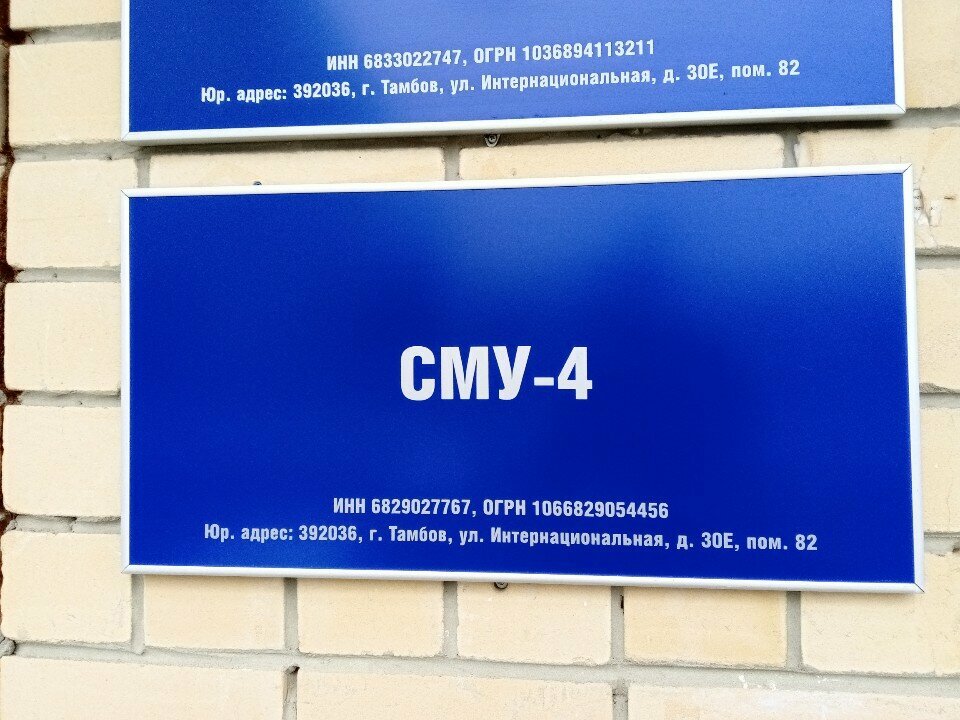 ИНН 6833022747, ОГРН 1036894113211
Юр. адрес: 392036, г. Тамбов, ул. Интернациональная, д. 30Е, пом. 82
СМУ-4
ИНН 6829027767, ОГРН 1066829054456
Юр. адрес: 392036, г. Тамбов, ул. Интернациональная, д. 30Е, пом. 82